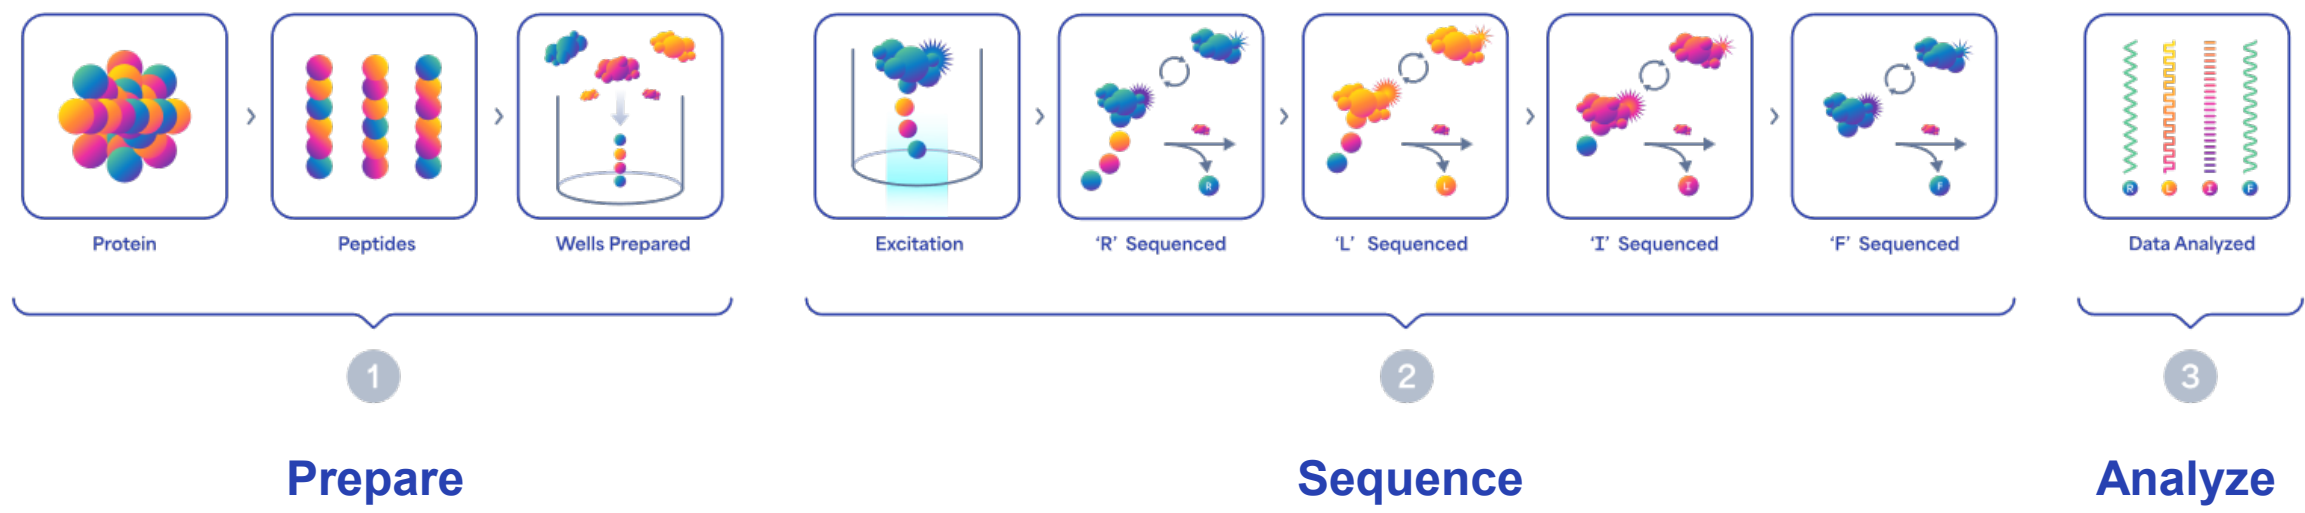 R
L
I
F
R
L
I
F
Protein
Peptides
Wells Prepared
Excitation
‘R’ Sequenced
‘L’ Sequenced
‘I’ Sequenced
‘F’ Sequenced
Data Analyzed
1
2
3
Prepare
Sequence
Analyze